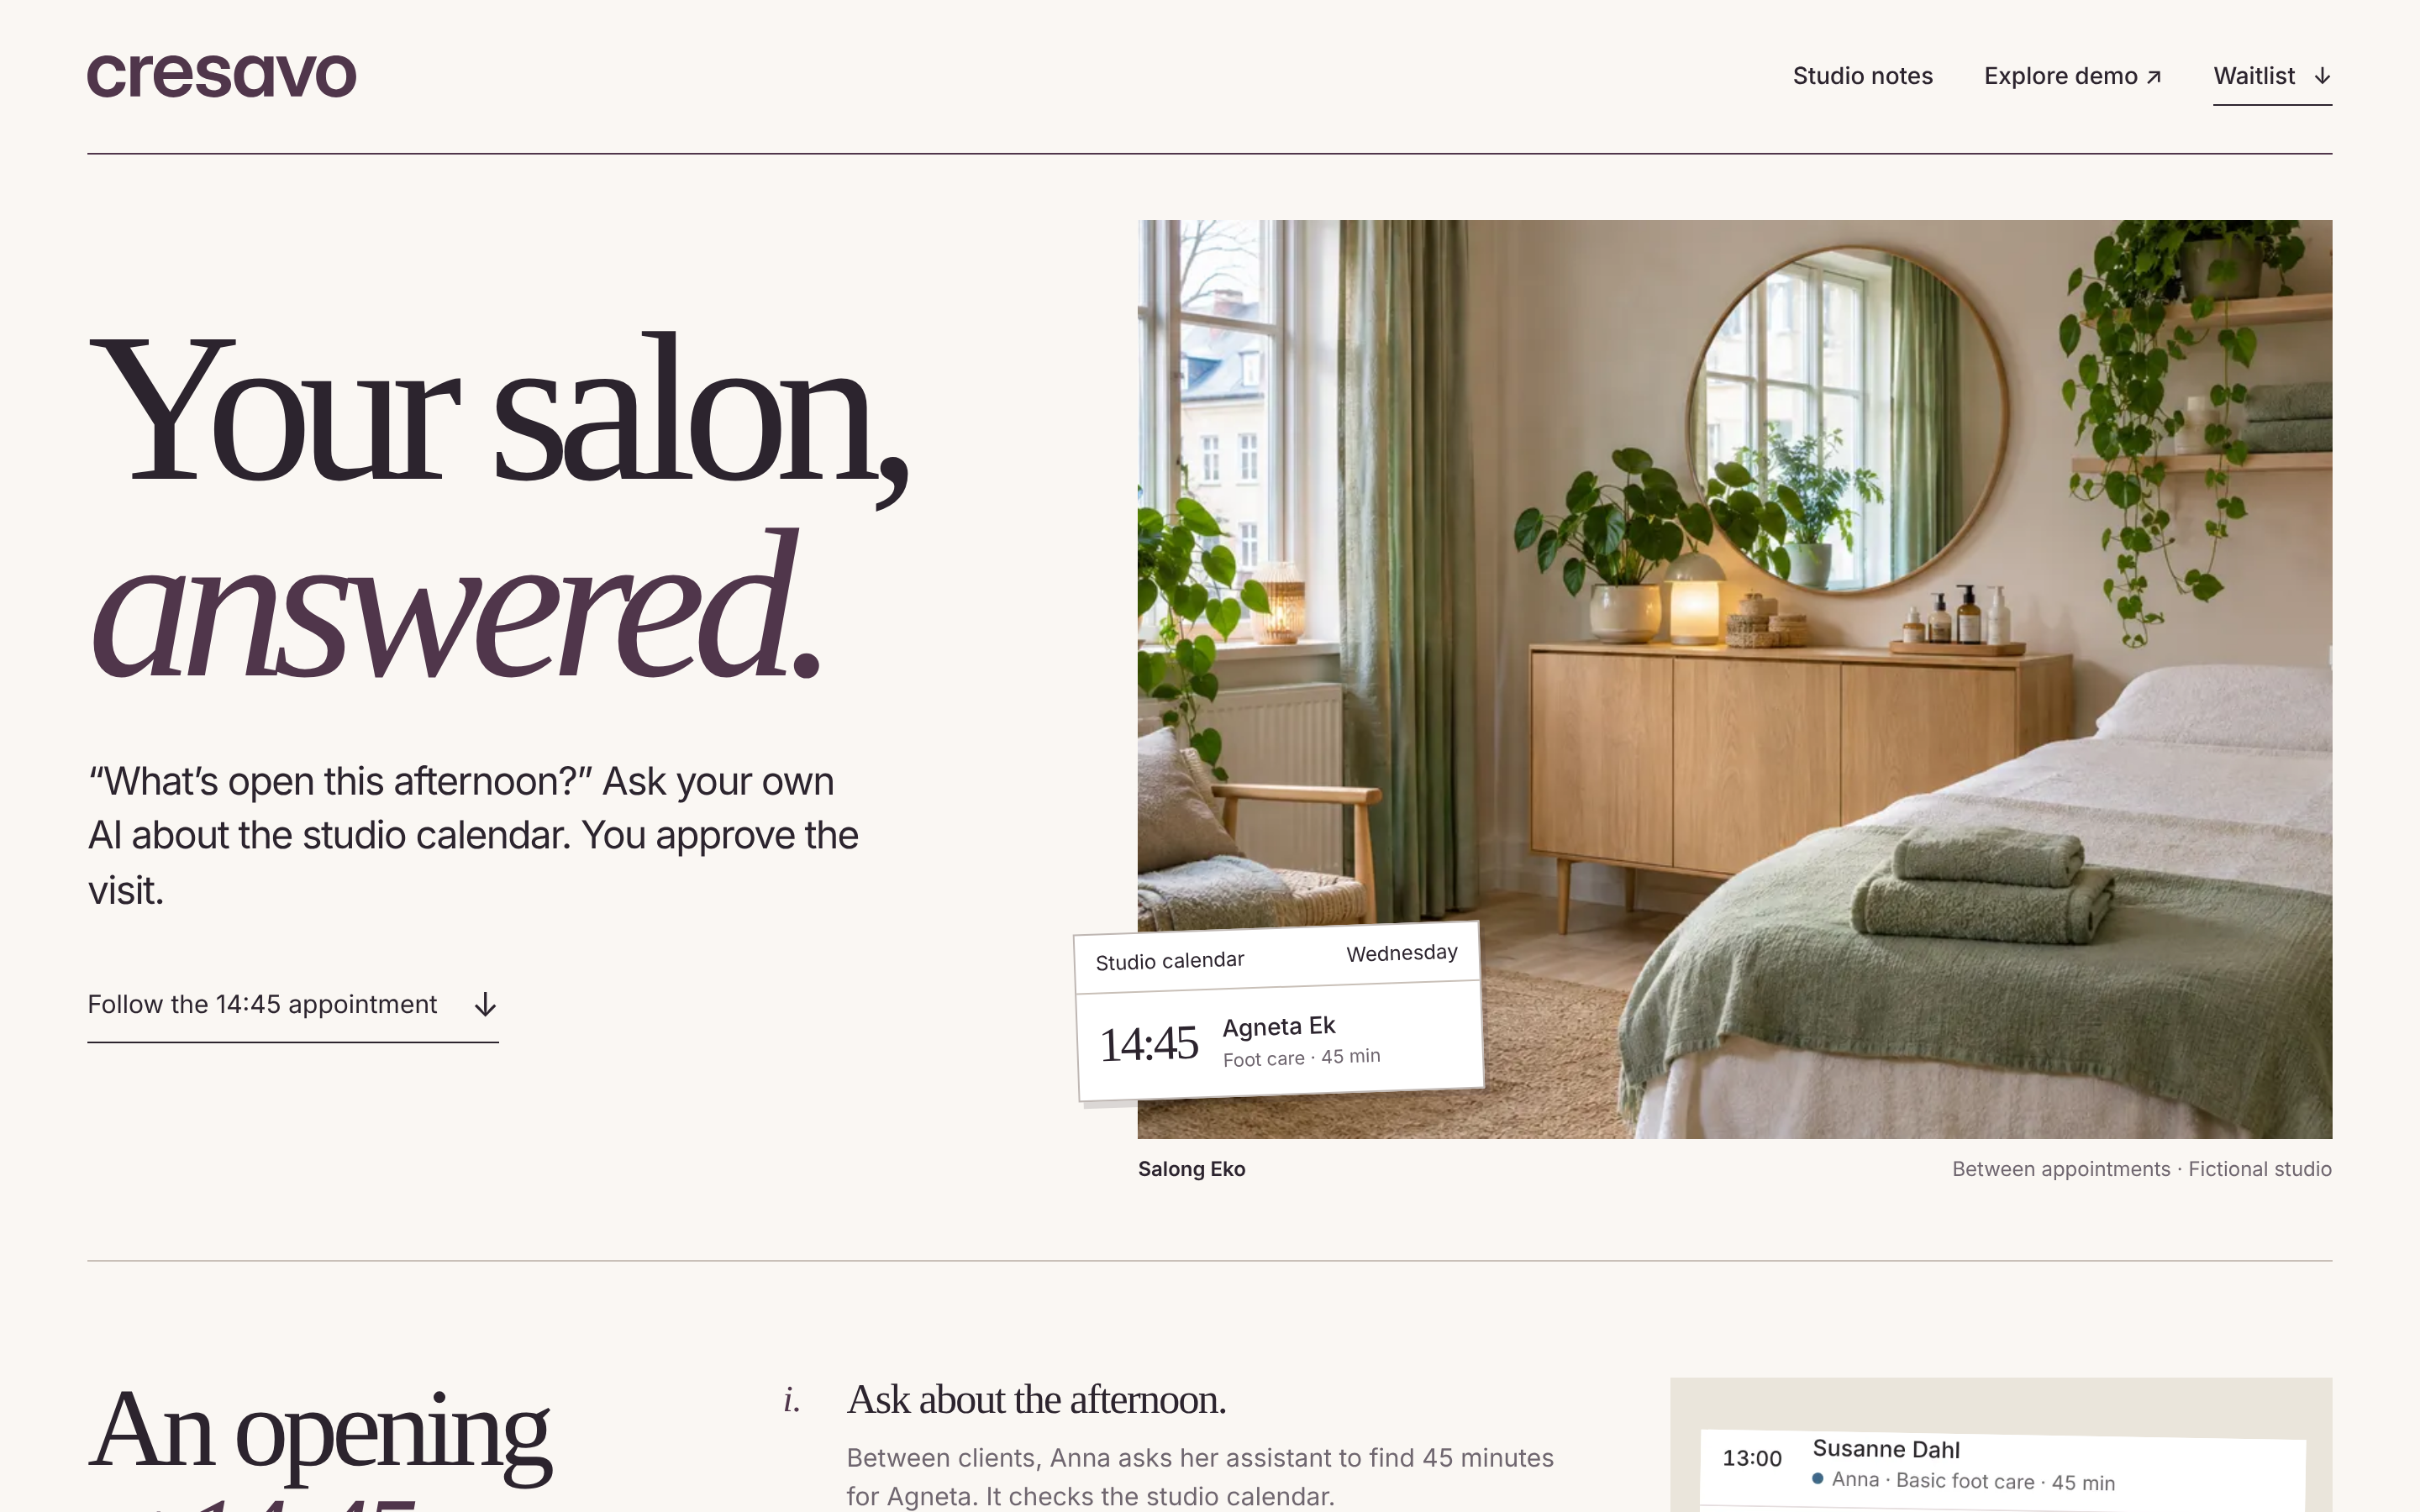 cresavo
Studio notes
Explore demo ↗
Waitlist ↓
Your salon,
answered.
“What’s open this afternoon?” Ask your own
AI about the studio calendar. You approve the
visit.
Follow the 14:45 appointment ↓
Studio calendar
Wednesday
14:45
Agneta Ek
Foot care · 45 min
Salong Eko
Between appointments · Fictional studio
An opening
i.
Ask about the afternoon.
Between clients, Anna asks her assistant to find 45 minutes
for Agneta. It checks the studio calendar.
13:00
Susanne Dahl
Anna · Basic foot care · 45 min